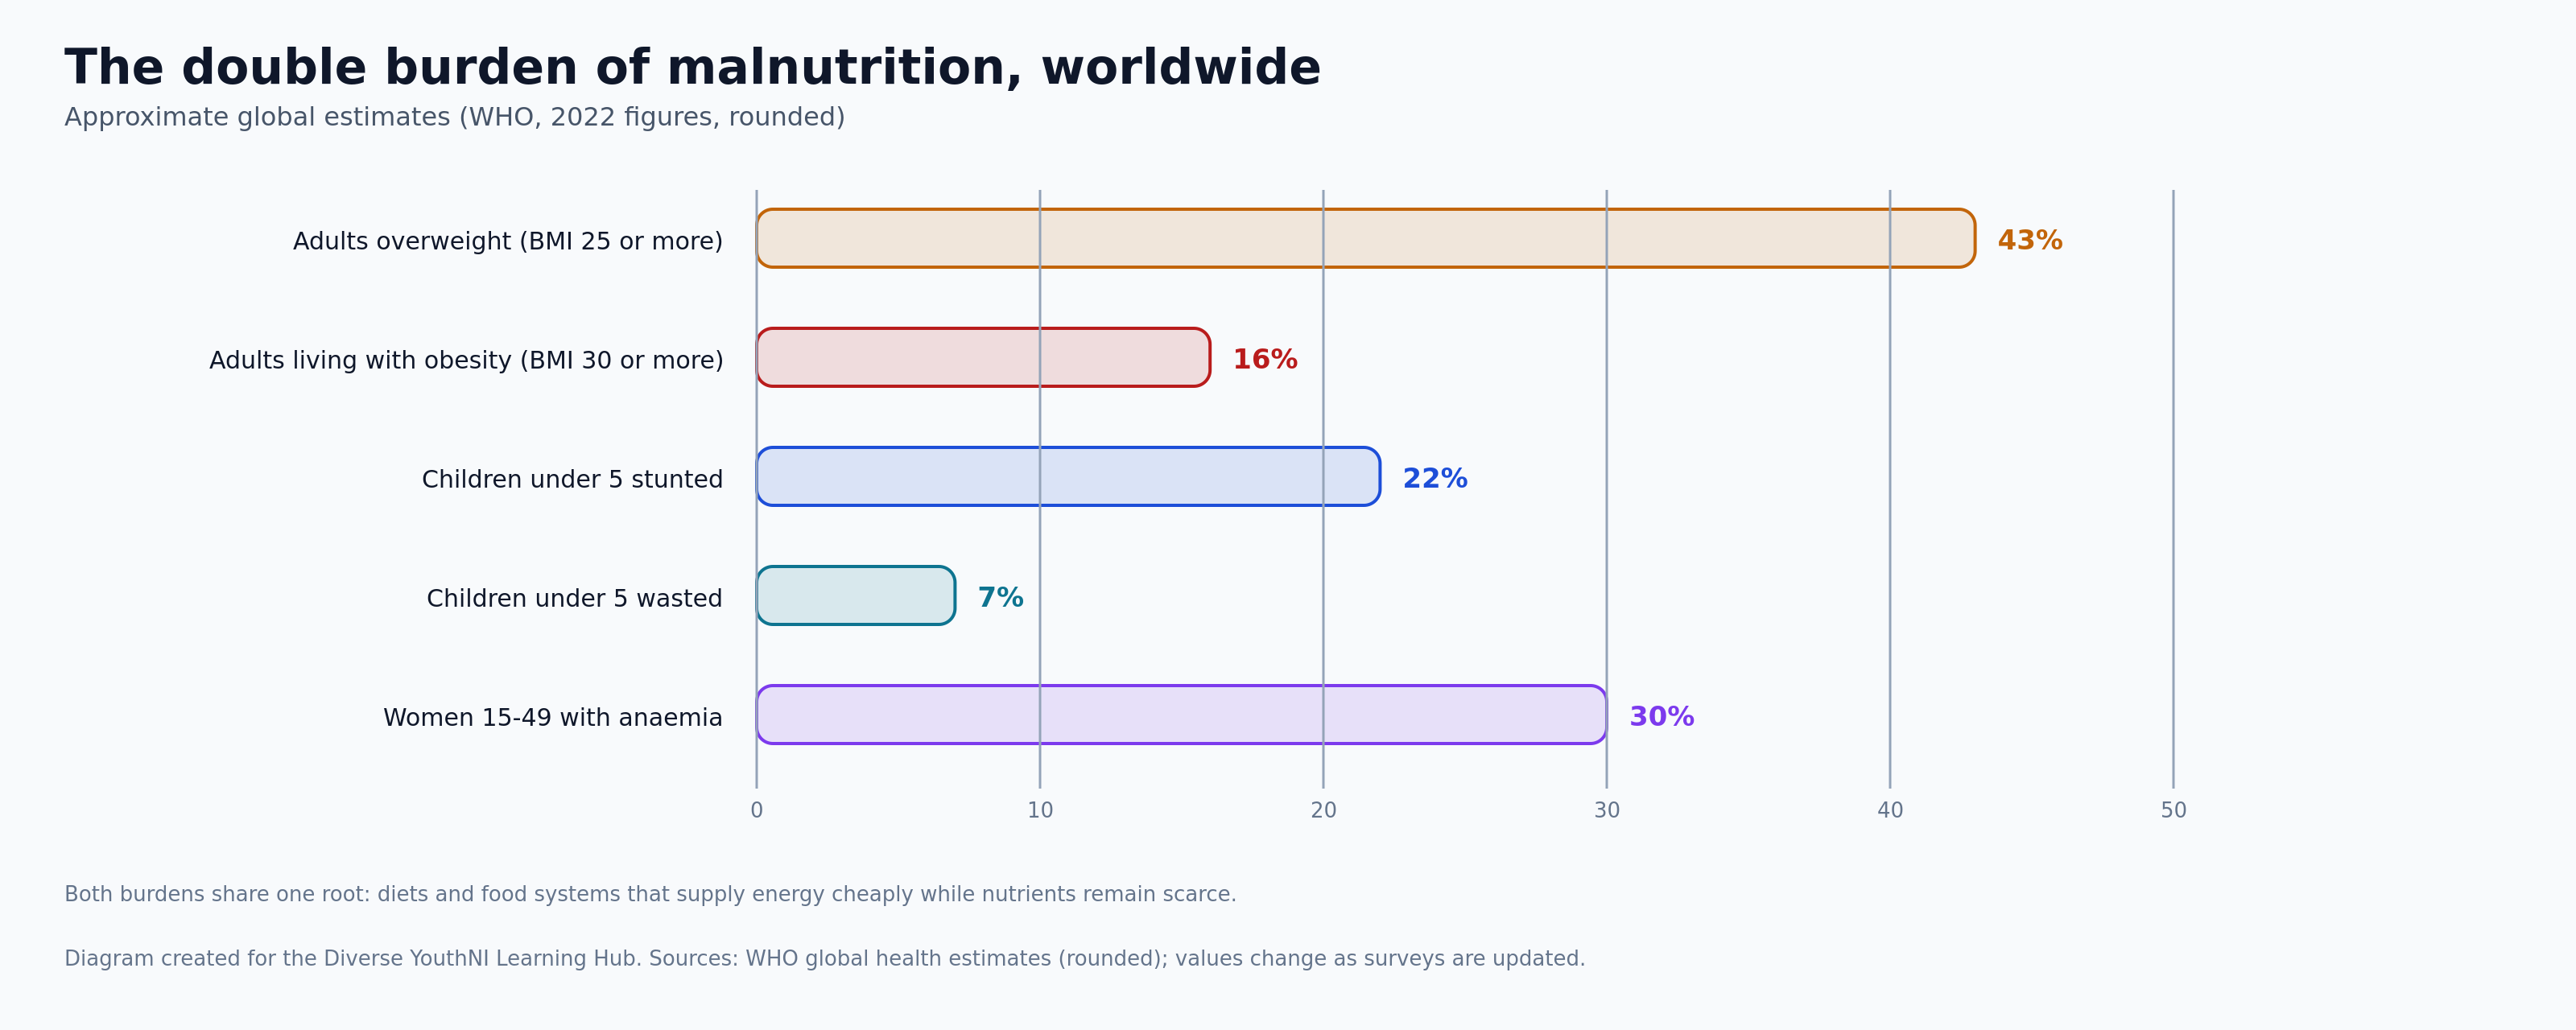 The double burden of malnutrition, worldwide
Approximate global estimates (WHO, 2022 figures, rounded)
Adults overweight (BMI 25 or more) 43%
Adults living with obesity (BMI 30 or more) 16%
Children under 5 stunted 22%
Children under 5 wasted 7%
Women 15-49 with anaemia 30%
0 10 20 30 40 50
Both burdens share one root: diets and food systems that supply energy cheaply while nutrients remain scarce.
Diagram created for the Diverse YouthNI Learning Hub. Sources: WHO global health estimates (rounded); values change as surveys are updated.